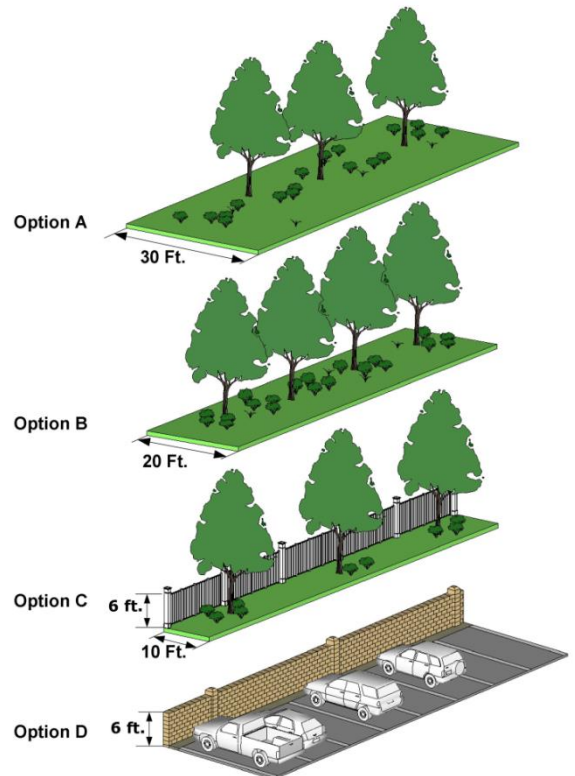 Option A
30 Ft.
Option B
20 Ft.
Option C
6 ft.
10 Ft.
Option D
6 ft.